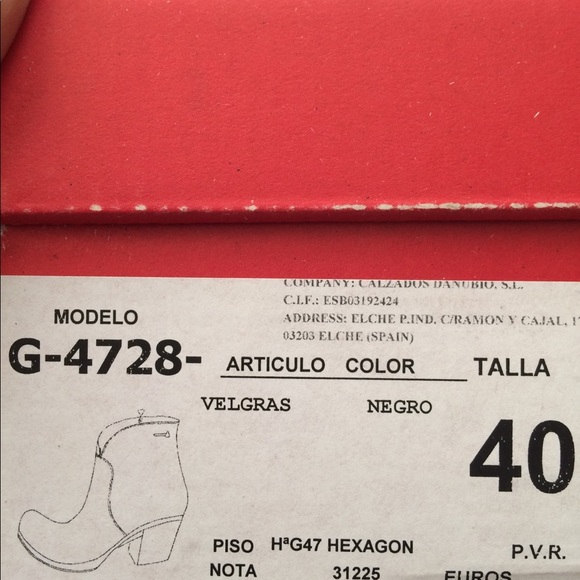 COMPANY: CALZADOS DANUBIO, S.L.
C.I.F.: ESB03192424
ADDRESS: ELCHE P.IND. C/RAMON Y CAJAL, 1
03203 ELCHE (SPAIN)
MODELO
G-4728-
ARTICULO COLOR
TALLA
VELGRAS NEGRO
40
PISO HªG47 HEXAGON
P.V.R.
NOTA 31225
EUROS